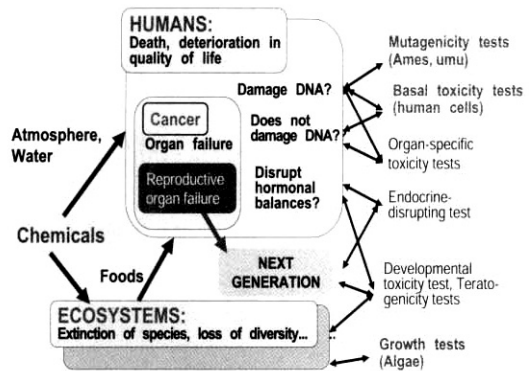 HUMANS:
Death, deterioration in
quality of life
Damage DNA?
Cancer
Organ failure
Does not
damage DNA?
Reproductive
organ failure
Disrupt
hormonal
balances?
Atmosphere,
Water
Chemicals
Foods
NEXT
GENERATION
ECOSYSTEMS:
Extinction of species, loss of diversity...
Mutagenicity tests
(Ames, umu)
Basal toxicity tests
(human cells)
Organ-specific
toxicity tests
Endocrine-
disrupting test
Developmental
toxicity test, Terato-
genicity tests
Growth tests
(Algae)